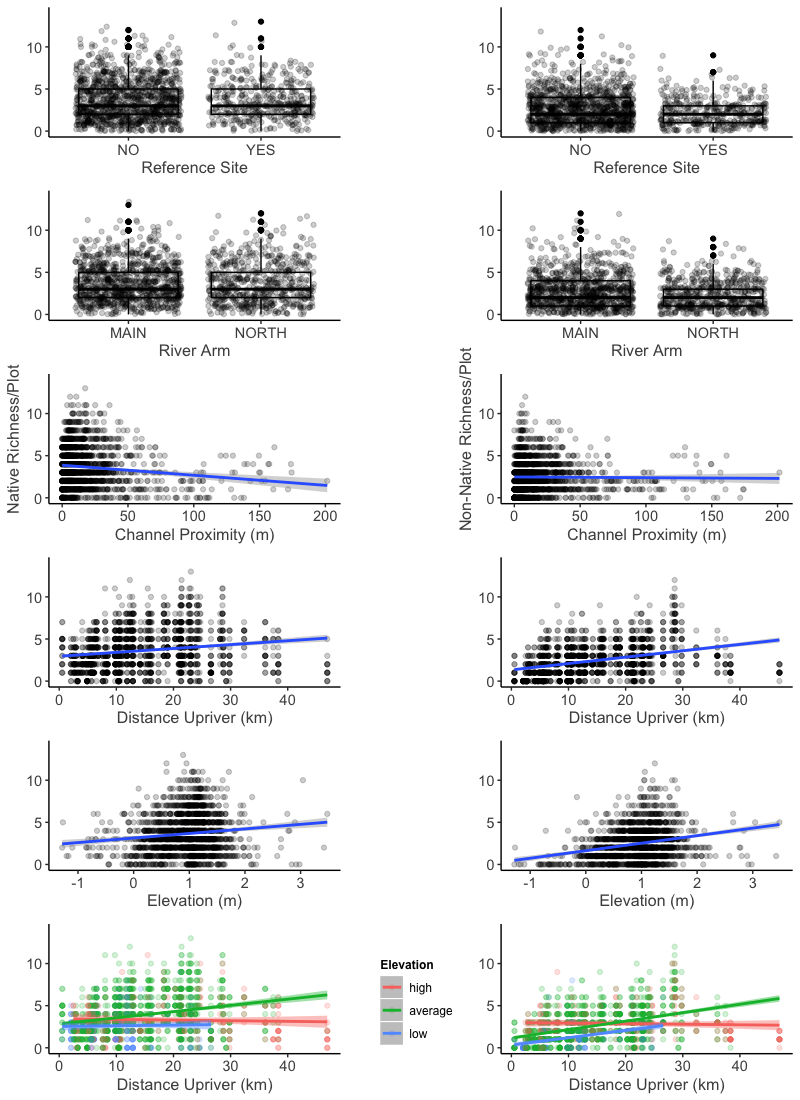 10
5
0
NO YES
Reference Site
10
5
0
NO YES
Reference Site
10
5
0
MAIN NORTH
River Arm
10
5
0
MAIN NORTH
River Arm
Native Richness/Plot
10
5
0
0 50 100 150 200
Channel Proximity (m)
Non-Native Richness/Plot
10
5
0
0 50 100 150 200
Channel Proximity (m)
10
5
0
0 10 20 30 40
Distance Upriver (km)
10
5
0
0 10 20 30 40
Distance Upriver (km)
10
5
0
-1 0 1 2 3
Elevation (m)
10
5
0
-1 0 1 2 3
Elevation (m)
10
5
0
0 10 20 30 40
Distance Upriver (km)
Elevation
high
average
low
10
5
0
0 10 20 30 40
Distance Upriver (km)